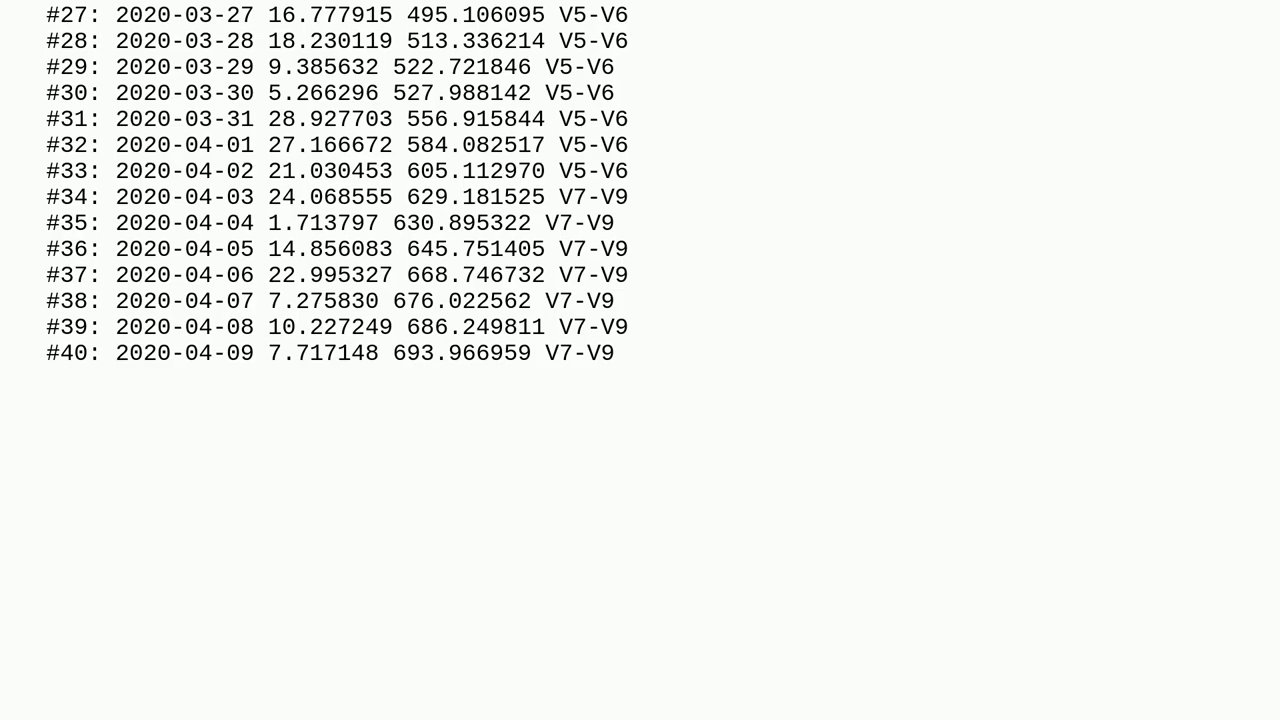 #27: 2020-03-27 16.777915 495.106095 V5-V6
#28: 2020-03-28 18.230119 513.336214 V5-V6
#29: 2020-03-29 9.385632 522.721846 V5-V6
#30: 2020-03-30 5.266296 527.988142 V5-V6
#31: 2020-03-31 28.927703 556.915844 V5-V6
#32: 2020-04-01 27.166672 584.082517 V5-V6
#33: 2020-04-02 21.030453 605.112970 V5-V6
#34: 2020-04-03 24.068555 629.181525 V7-V9
#35: 2020-04-04 1.713797 630.895322 V7-V9
#36: 2020-04-05 14.856083 645.751405 V7-V9
#37: 2020-04-06 22.995327 668.746732 V7-V9
#38: 2020-04-07 7.275830 676.022562 V7-V9
#39: 2020-04-08 10.227249 686.249811 V7-V9
#40: 2020-04-09 7.717148 693.966959 V7-V9